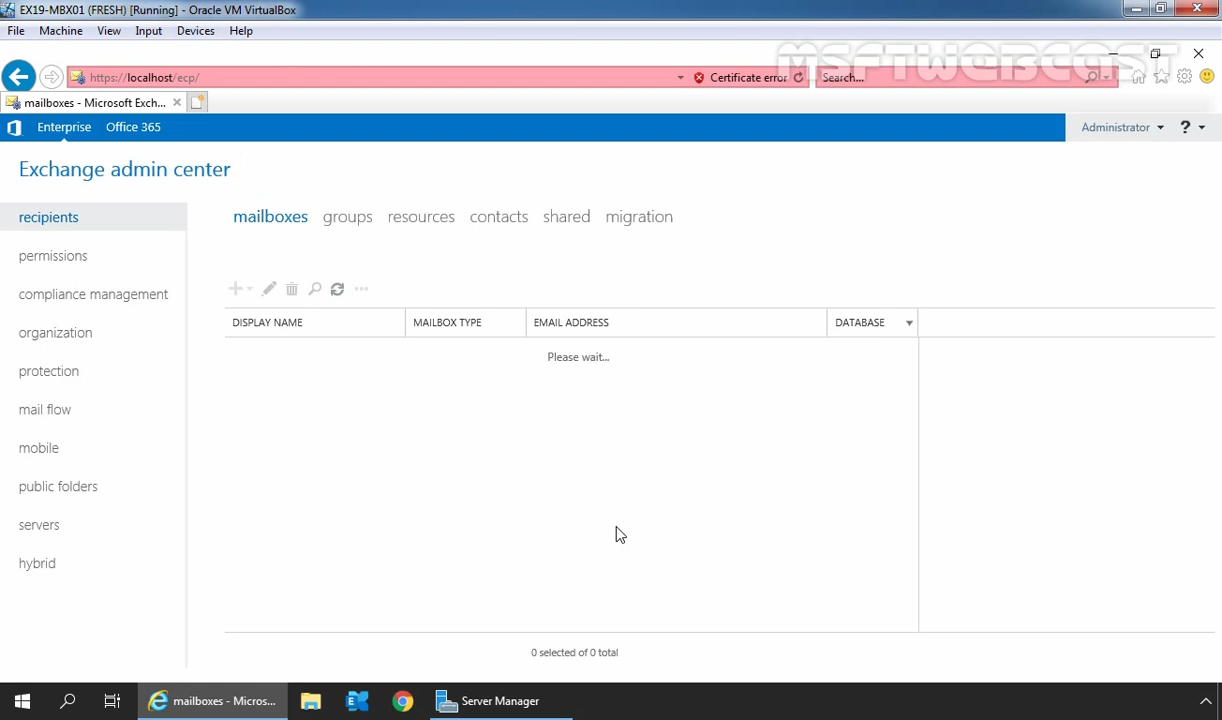 EX19-MBX01 (FRESH) [Running] - Oracle VM VirtualBox
File Machine View Input Devices Help
MSFTWEBCAST
https://localhost/ecp/ Certificate error Search...
mailboxes - Microsoft Exch...
Enterprise Office 365 Administrator ?
Exchange admin center
recipients
permissions
compliance management
organization
protection
mail flow
mobile
public folders
servers
hybrid
mailboxes groups resources contacts shared migration
DISPLAY NAME MAILBOX TYPE EMAIL ADDRESS DATABASE
Please wait...
0 selected of 0 total
mailboxes - Micros... Server Manager